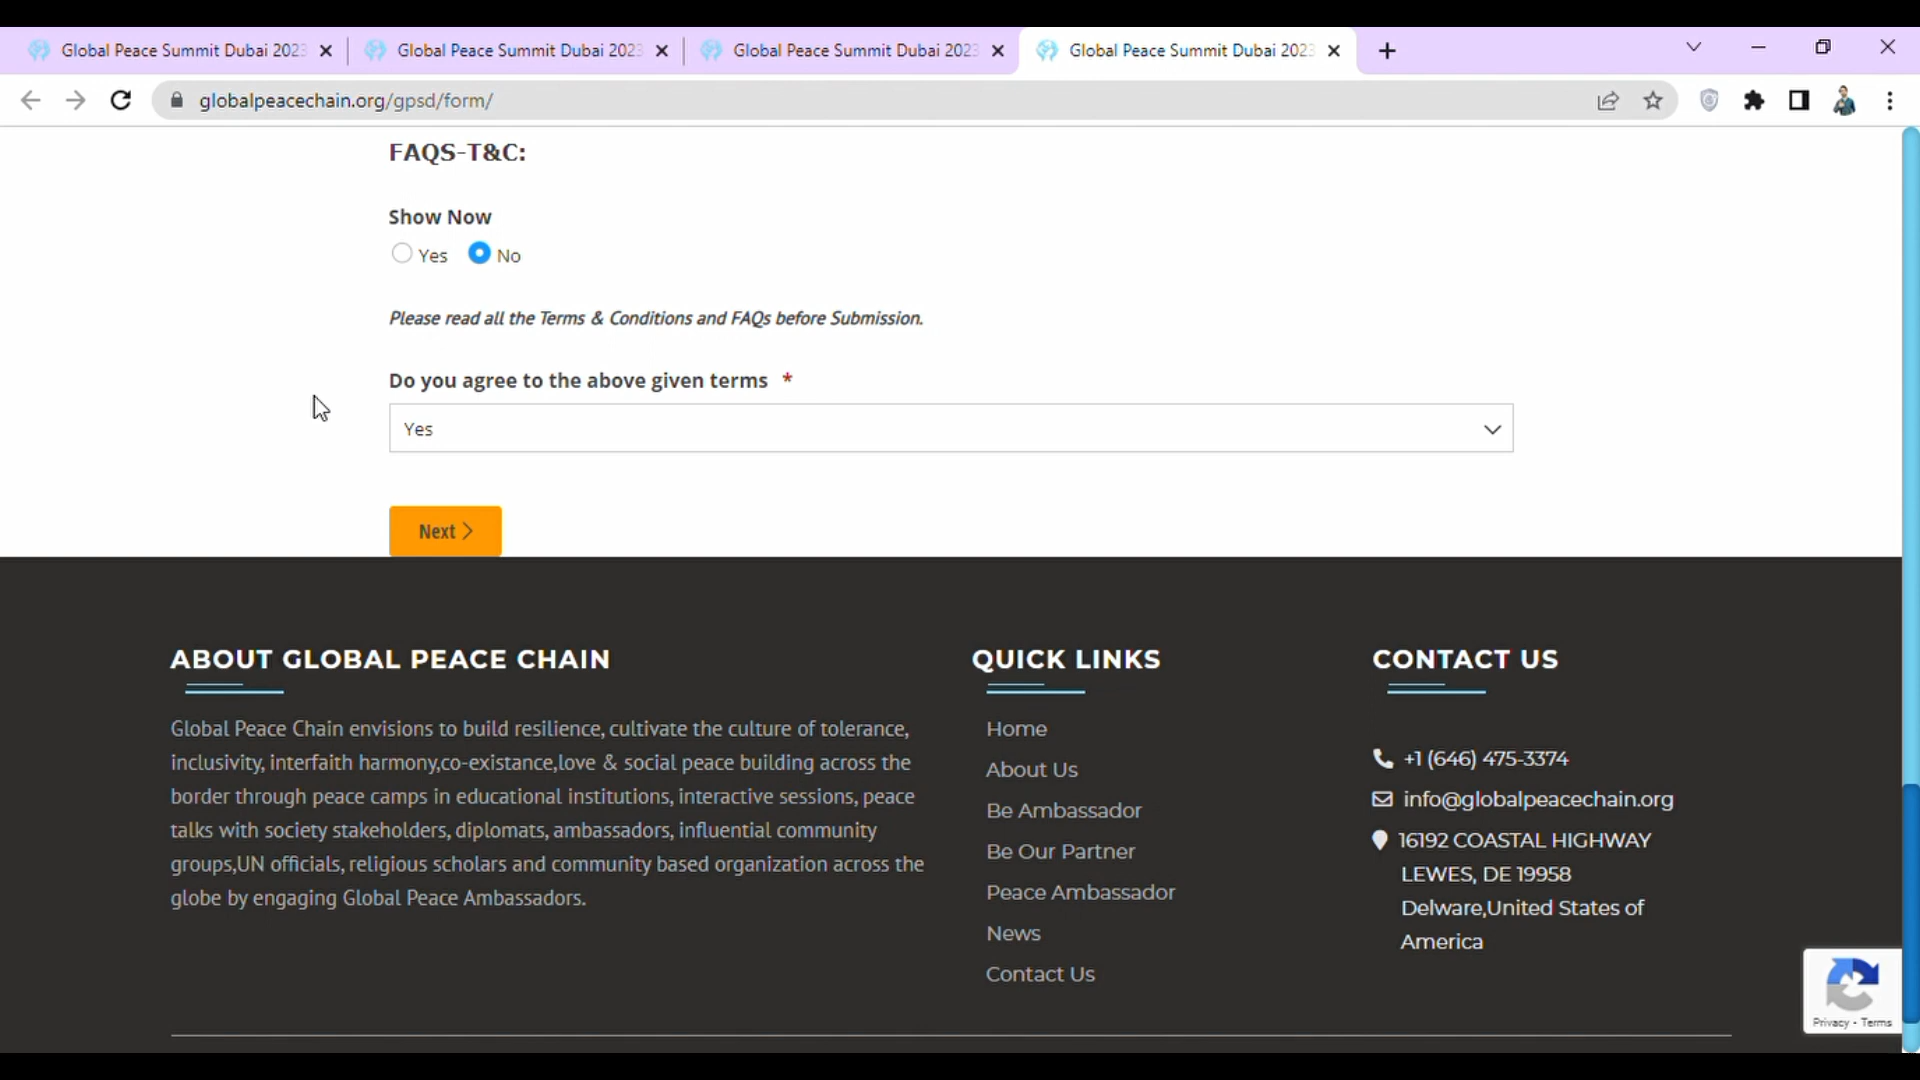 Global Peace Summit Dubai 2023
Global Peace Summit Dubai 2023
Global Peace Summit Dubai 2023
Global Peace Summit Dubai 2023
globalpeacechain.org/gpsd/form/
FAQS-T&C:
Show Now
Yes
No
Please read all the Terms & Conditions and FAQs before Submission.
Do you agree to the above given terms *
Yes
Next
ABOUT GLOBAL PEACE CHAIN
Global Peace Chain envisions to build resilience, cultivate the culture of tolerance,
inclusivity, interfaith harmony,co-existance,love & social peace building across the
border through peace camps in educational institutions, interactive sessions, peace
talks with society stakeholders, diplomats, ambassadors, influential community
groups,UN officials, religious scholars and community based organization across the
globe by engaging Global Peace Ambassadors.
QUICK LINKS
Home
About Us
Be Ambassador
Be Our Partner
Peace Ambassador
News
Contact Us
CONTACT US
+1 (646) 475-3374
info@globalpeacechain.org
16192 COASTAL HIGHWAY
LEWES, DE 19958
Delware,United States of
America
Privacy - Terms